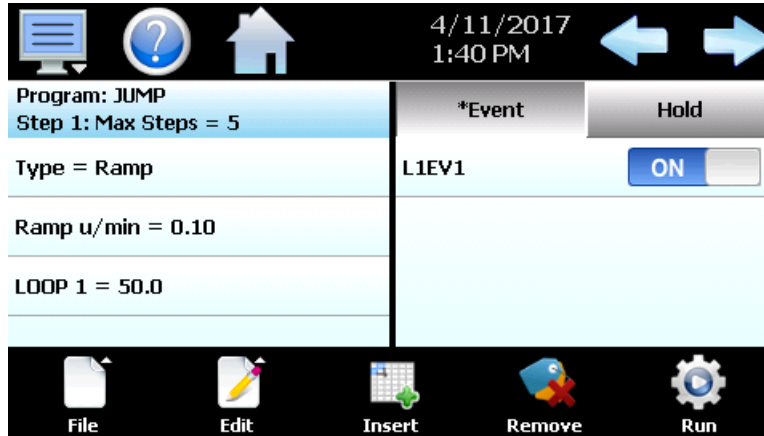 ?
4/11/2017
1:40 PM
Program: JUMP
Step 1: Max Steps = 5
*Event
Hold
Type = Ramp
L1EV1
ON
Ramp u/min = 0.10
LOOP 1 = 50.0
File
Edit
Insert
Remove
Run